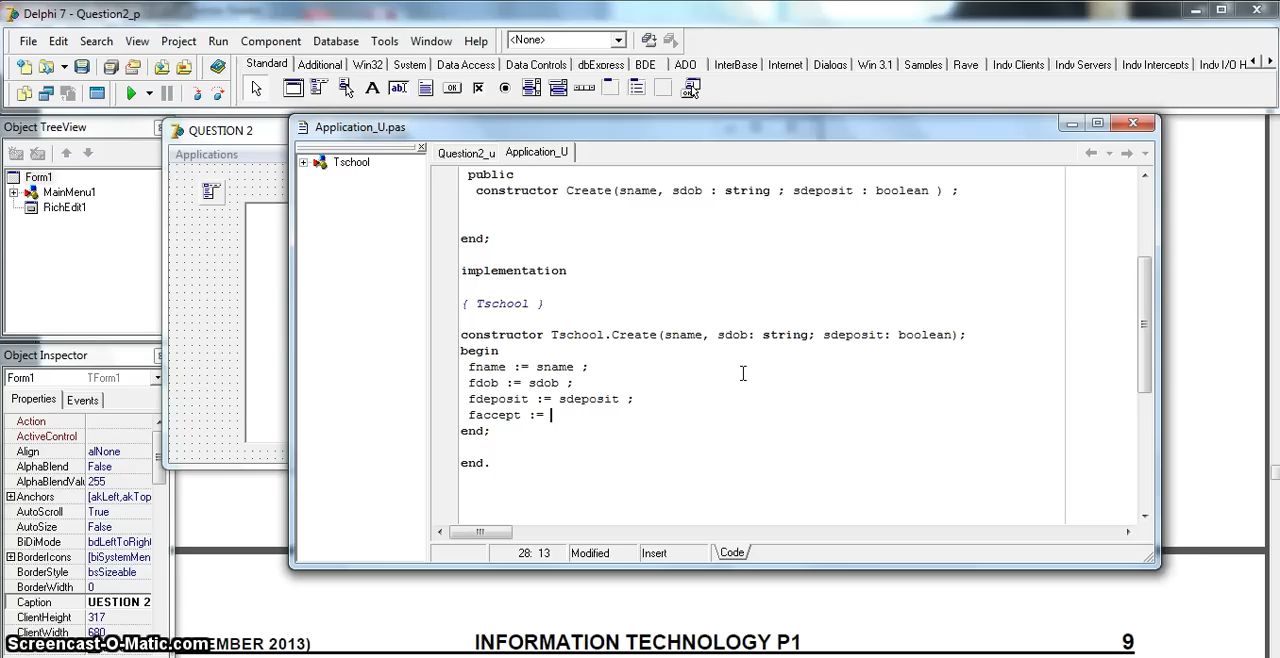 Delphi 7 - Question2_p
File Edit Search View Project Run Component Database Tools Window Help <None>
Standard Additional Win32 System Data Access Data Controls dbExpress BDE ADO InterBase Internet Dialogs Win 3.1 Samples Rave Indy Clients Indy Servers Indy Intercepts Indy I/O H
Object TreeView
Form1
MainMenu1
RichEdit1
QUESTION 2
Applications
Application_U.pas
Tschool
Question2_u Application_U
public
constructor Create(sname, sdob : string ; sdeposit : boolean ) ;
end;
implementation
{ Tschool }
constructor Tschool.Create(sname, sdob: string; sdeposit: boolean);
begin
fname := sname ;
fdob := sdob ;
fdeposit := sdeposit ;
faccept :=
end;
end.
28: 13 Modified Insert Code
Object Inspector
Form1 TForm1
Properties Events
Action
ActiveControl
Align alNone
AlphaBlend False
AlphaBlendValu 255
Anchors [akLeft,akTop
AutoScroll True
AutoSize False
BiDiMode bdLeftToRight
BorderIcons [biSystemMen
BorderStyle bsSizeable
BorderWidth 0
Caption UESTION 2
ClientHeight 317
ClientWidth 680
Screencast-O-Matic.com
EMBER 2013) INFORMATION TECHNOLOGY P1 9